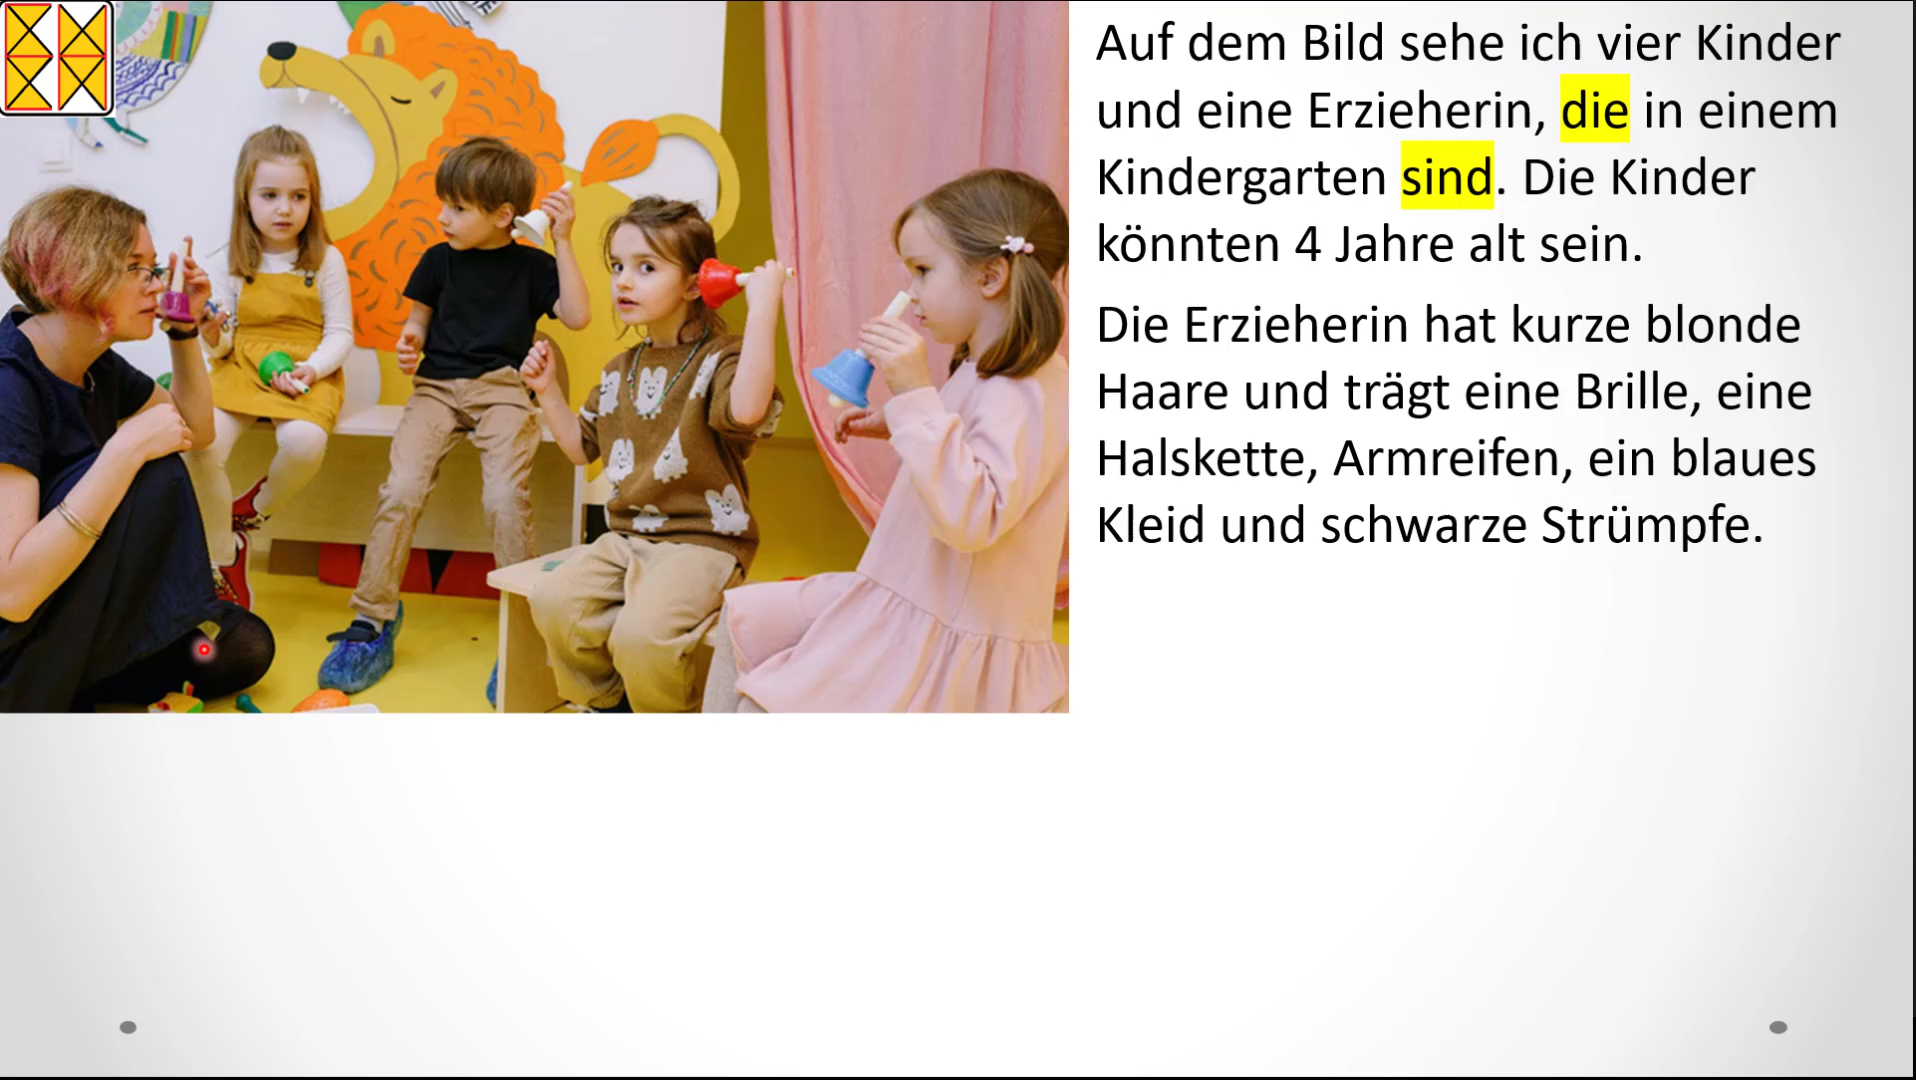 Auf dem Bild sehe ich vier Kinder
und eine Erzieherin, die in einem
Kindergarten sind. Die Kinder
könnten 4 Jahre alt sein.
Die Erzieherin hat kurze blonde
Haare und trägt eine Brille, eine
Halskette, Armreifen, ein blaues
Kleid und schwarze Strümpfe.